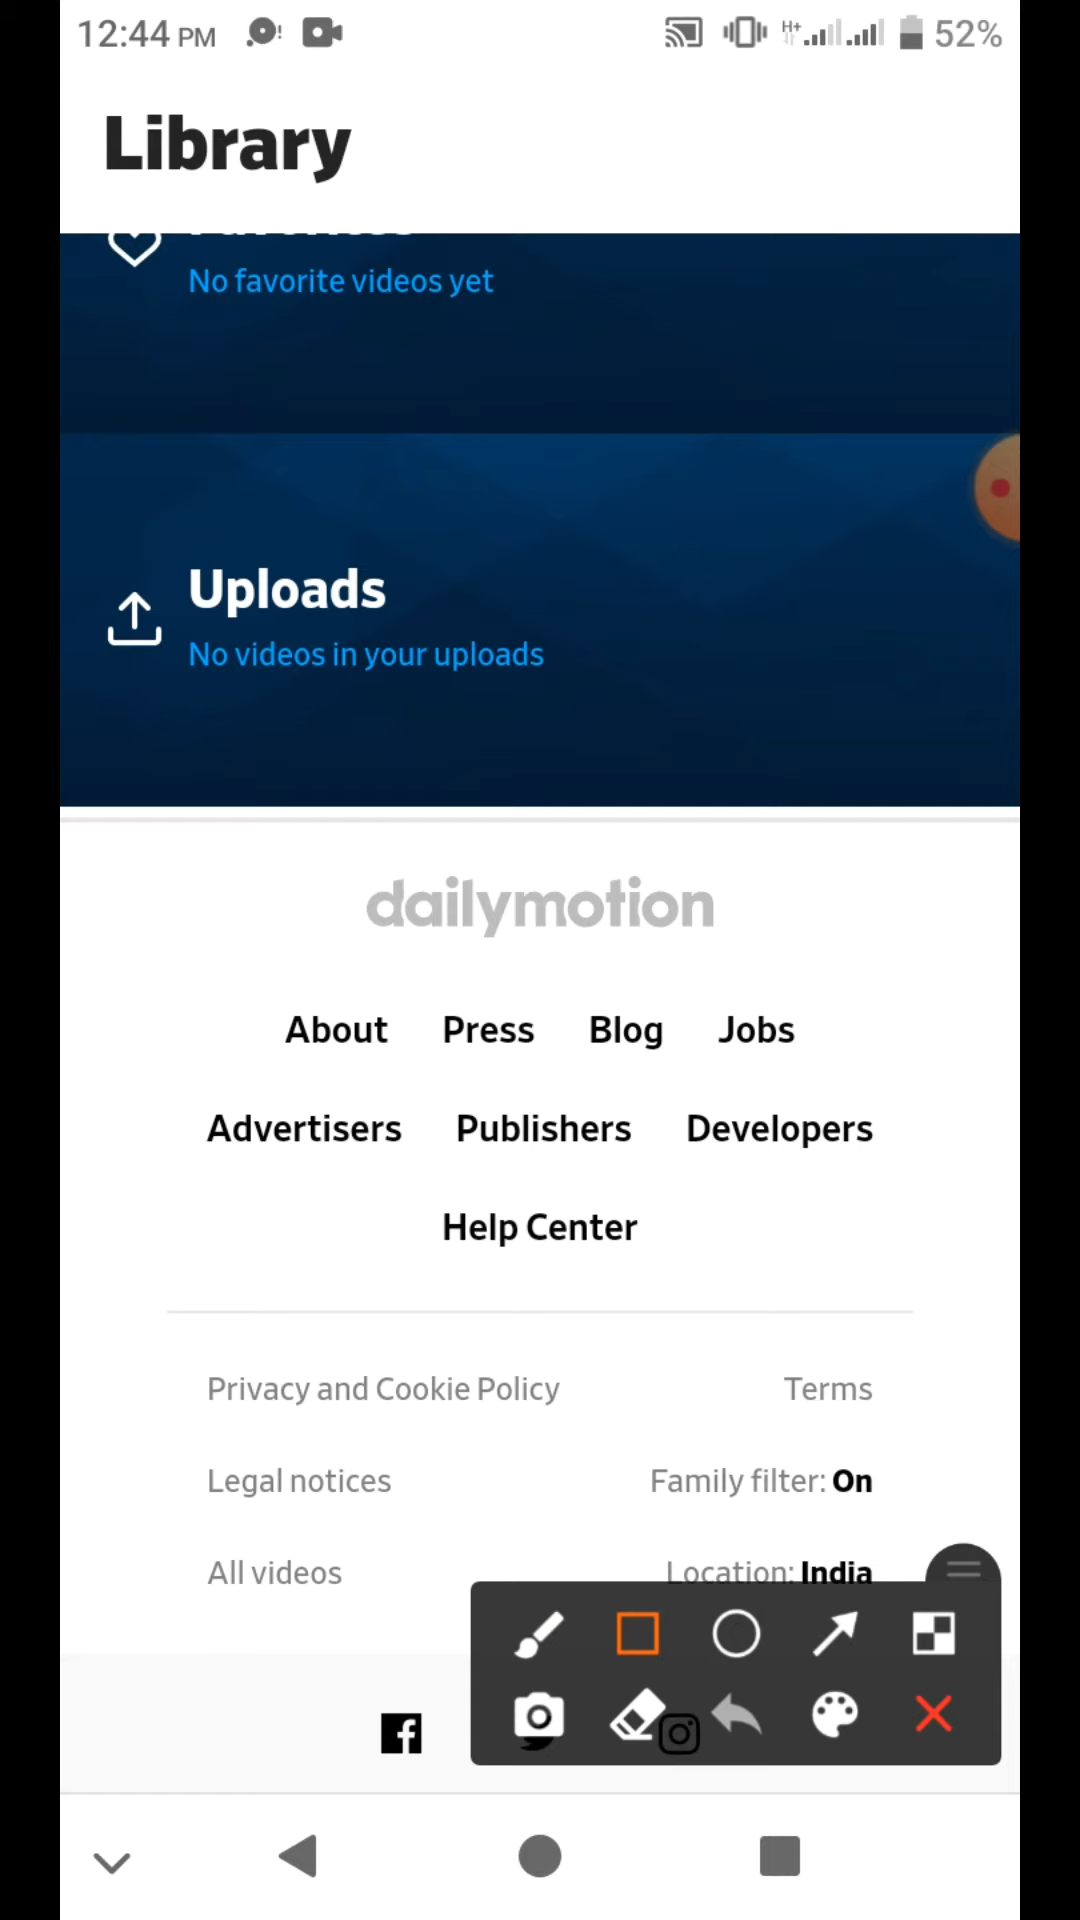 12:44 PM H+ 52%
Library
Favorites
No favorite videos yet
Uploads
No videos in your uploads
dailymotion
About Press Blog Jobs
Advertisers Publishers Developers
Help Center
Privacy and Cookie Policy Terms
Legal notices Family filter: On
All videos Location: India